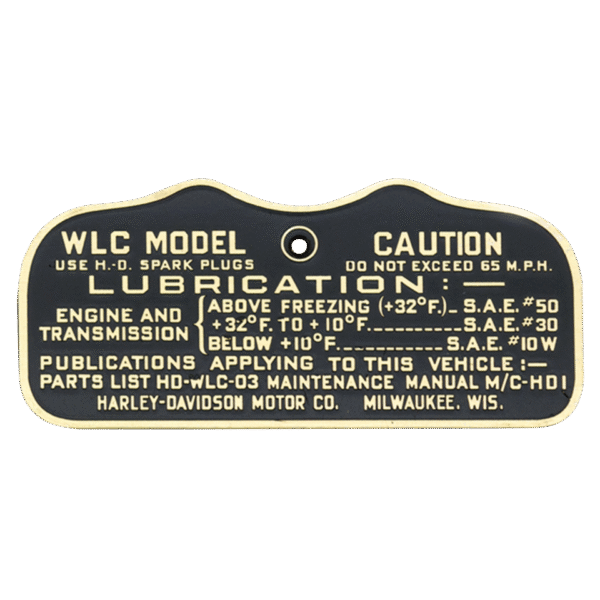 WLC MODEL CAUTION
USE H.-D. SPARK PLUGS DO NOT EXCEED 65 M.P.H.
LUBRICATION :—
ENGINE AND TRANSMISSION { ABOVE FREEZING (+32°F.)_ S.A.E. #50
+32°F. TO +10°F.__________ S.A.E. #30
BELOW +10°F.___________ S.A.E. #10W
PUBLICATIONS APPLYING TO THIS VEHICLE :—
PARTS LIST HD-WLC-03 MAINTENANCE MANUAL M/C-HD1
HARLEY-DAVIDSON MOTOR CO. MILWAUKEE. WIS.